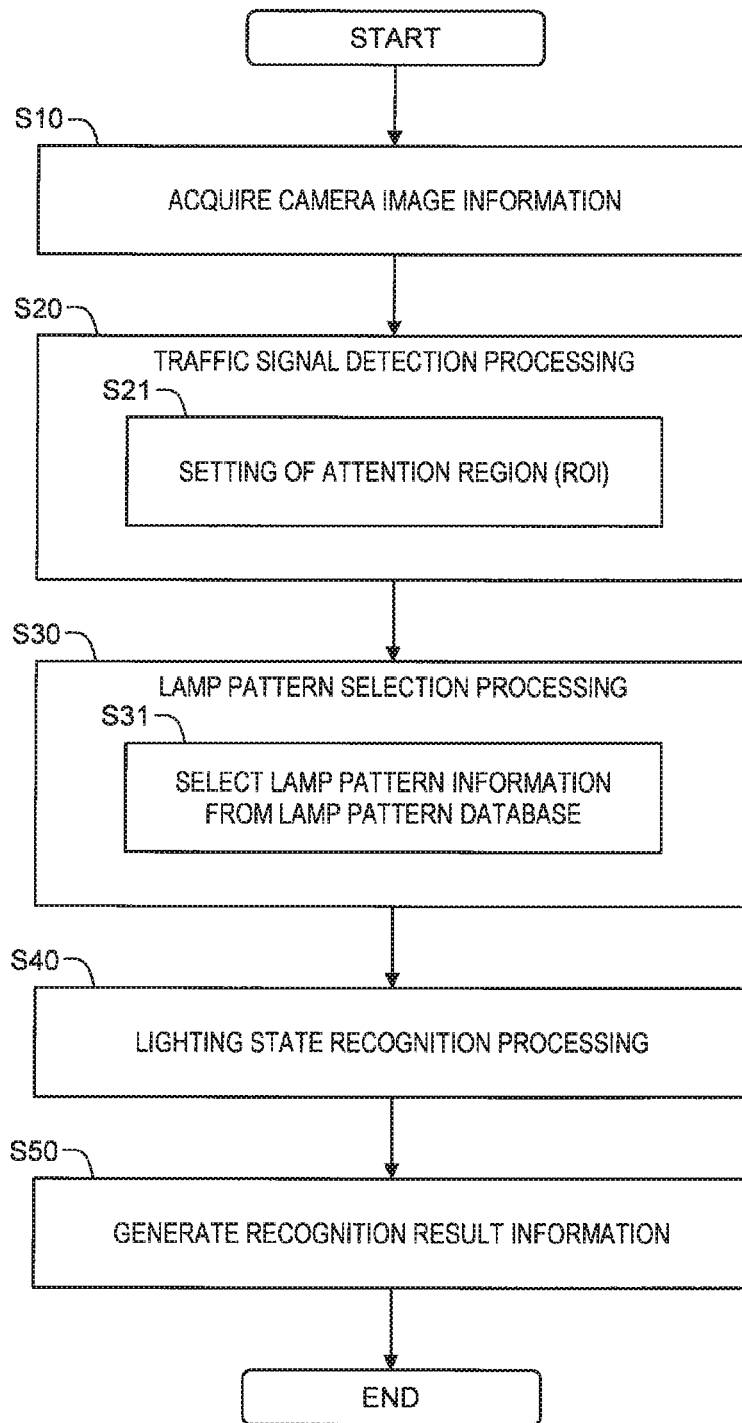 START
S10
ACQUIRE CAMERA IMAGE INFORMATION
S20
TRAFFIC SIGNAL DETECTION PROCESSING
S21
SETTING OF ATTENTION REGION (ROI)
S30
LAMP PATTERN SELECTION PROCESSING
S31
SELECT LAMP PATTERN INFORMATION
FROM LAMP PATTERN DATABASE
S40
LIGHTING STATE RECOGNITION PROCESSING
S50
GENERATE RECOGNITION RESULT INFORMATION
END